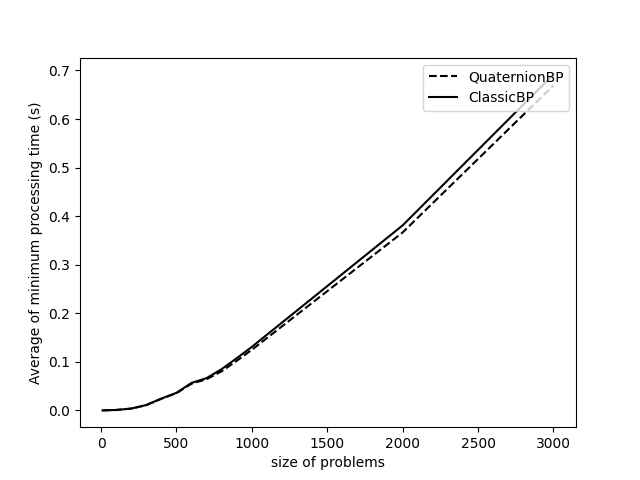 QuaternionBP
ClassicBP
0.7
0.6
0.5
0.4
0.3
0.2
0.1
0.0
Average of minimum processing time (s)
0 500 1000 1500 2000 2500 3000
size of problems